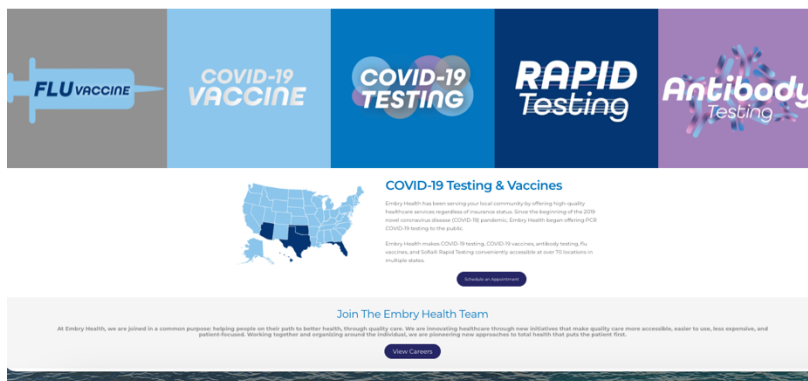 FLU VACCINE
COVID-19
VACCINE
COVID-19
TESTING
RAPID
Testing
Antibody
Testing
COVID-19 Testing & Vaccines
Embry Health has been serving your local community by offering high-quality
healthcare services regardless of insurance status. Since the beginning of the 2019
novel coronavirus disease (COVID-19) pandemic, Embry Health began offering PCR
COVID-19 testing to the public.
Embry Health makes COVID-19 testing, COVID-19 vaccines, antibody testing, flu
vaccines, and Sofia® Rapid Testing conveniently accessible at over 70 locations in
multiple states.
Schedule an Appointment
Join The Embry Health Team
At Embry Health, we are joined in a common purpose: helping people on their path to better health, through quality care. We are innovating healthcare through new initiatives that make quality care more accessible, easier to use, less expensive, and
patient-focused. Working together and organizing around the individual, we are pioneering new approaches to total health that puts the patient first.
View Careers